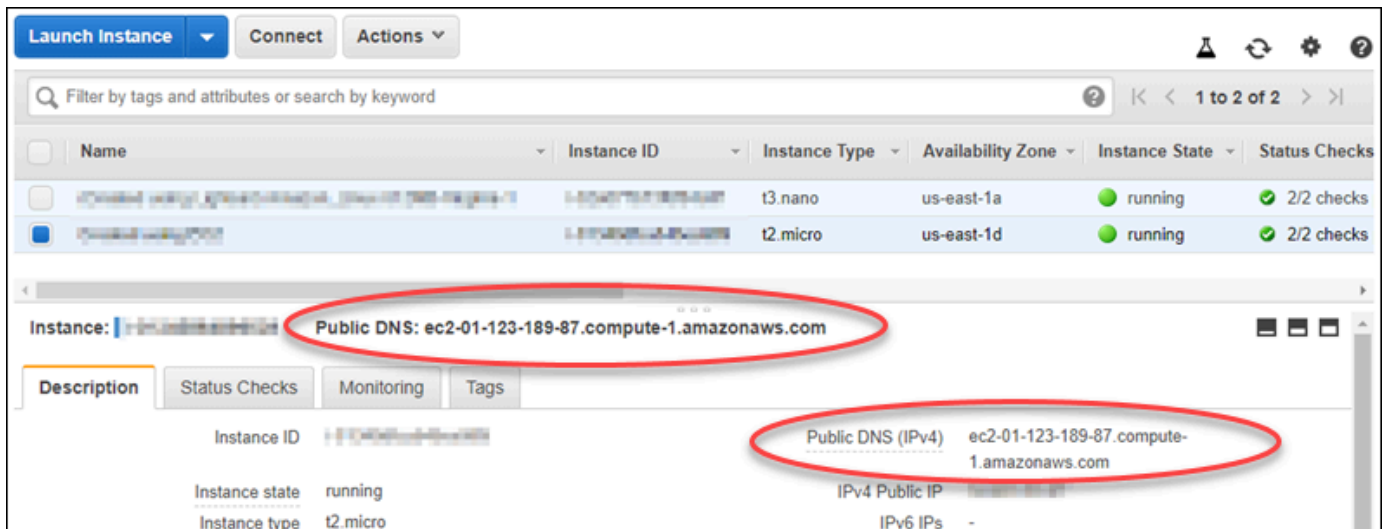 Launch Instance Connect Actions
Filter by tags and attributes or search by keyword 1 to 2 of 2
Name Instance ID Instance Type Availability Zone Instance State Status Checks
t3.nano us-east-1a running 2/2 checks
t2.micro us-east-1d running 2/2 checks
Instance: Public DNS: ec2-01-123-189-87.compute-1.amazonaws.com
Description Status Checks Monitoring Tags
Instance ID Public DNS (IPv4) ec2-01-123-189-87.compute-
1.amazonaws.com
Instance state running IPv4 Public IP
Instance type t2.micro IPv6 IPs -